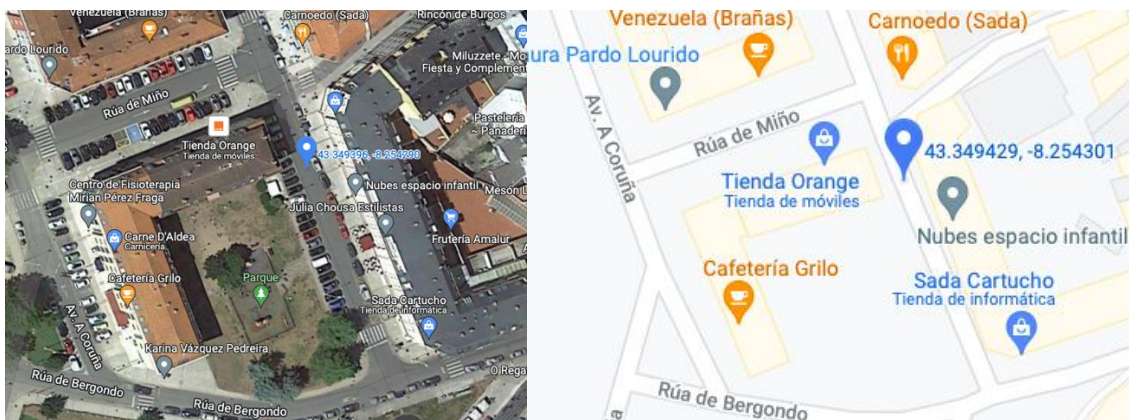 Venezuela (Brañas)
Carnoedo (Sada)
Rincón de Burgos
Pardo Lourido
Miluzzete - Mo
Fiesta y Complement
Rúa de Miño
Pastelería
~ Panadería
Tienda Orange
Tienda de móviles
43.349396, -8.254230
Centro de Fisioterapia
Mirian Pérez Fraga
Nubes espacio infantil
Mesón L
Julia Chousa Estilistas
Carne D'Aldea
Carnicería
Frutería Amalur
Cafetería Grilo
Parque
Sada Cartucho
Tienda de informática
Av. A Coruña
Karina Vázquez Pedreira
O Rega
Rúa de Bergondo
Rúa de Bergondo
Venezuela (Brañas)
Carnoedo (Sada)
ura Pardo Lourido
Av. A Coruña
Rúa de Miño
43.349429, -8.254301
Tienda Orange
Tienda de móviles
Nubes espacio infantil
Cafetería Grilo
Sada Cartucho
Tienda de informática
Rúa de Bergondo